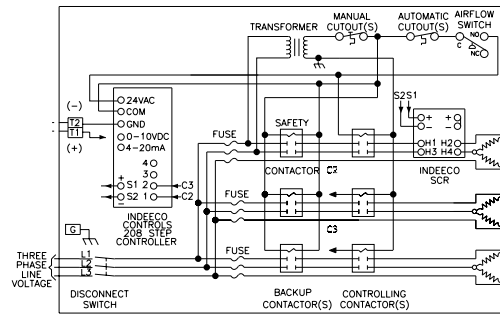 TRANSFORMER
MANUAL
CUTOUT(S)
AUTOMATIC
CUTOUT(S)
AIRFLOW
SWITCH
NO
C
NC
(-)
T2
T1
(+)
24VAC
COM
GND
0-10VDC
4-20mA
4
3
+
S1 2
S2 1
-
C3
C2
INDEECO
CONTROLS
208 STEP
CONTROLLER
FUSE
SAFETY
CONTACTOR
C2
S2 S1
+ +
- -
H1 H2
H3 H4
INDEECO
SCR
FUSE
C3
G
FUSE
THREE
PHASE
LINE
VOLTAGE
L1
L2
L3
DISCONNECT
SWITCH
BACKUP
CONTACTOR(S)
CONTROLLING
CONTACTOR(S)